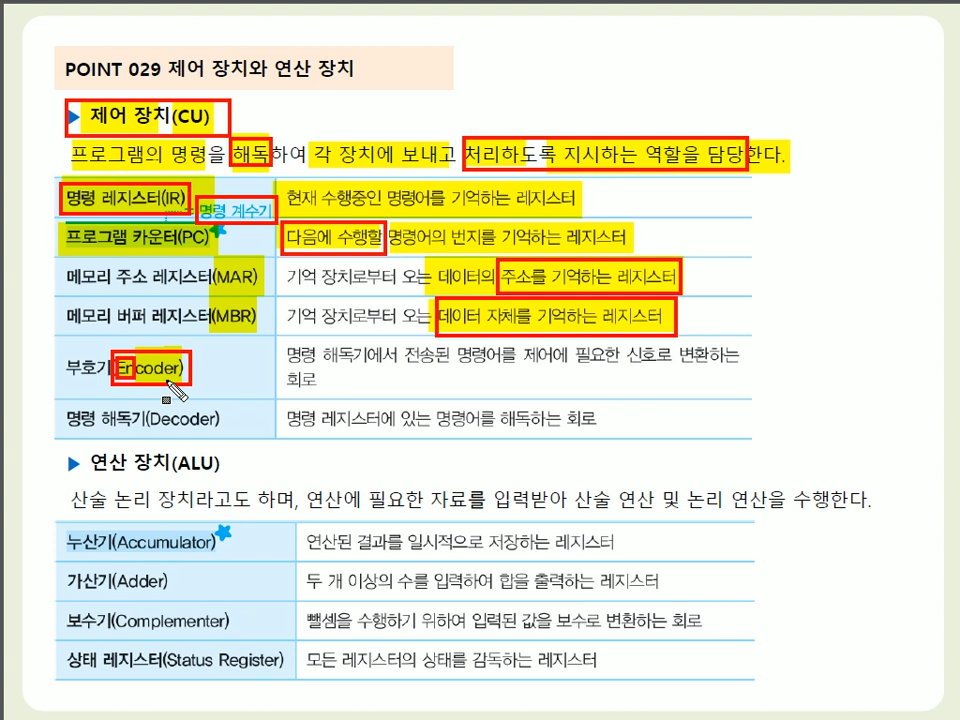 POINT 029 제어 장치와 연산 장치
▶ 제어 장치(CU)
프로그램의 명령을 해독하여 각 장치에 보내고 처리하도록 지시하는 역할을 담당한다.
명령 레지스터(IR) 현재 수행중인 명령어를 기억하는 레지스터
= 명령 계수기
프로그램 카운터(PC) 다음에 수행할 명령어의 번지를 기억하는 레지스터
메모리 주소 레지스터(MAR) 기억 장치로부터 오는 데이터의 주소를 기억하는 레지스터
메모리 버퍼 레지스터(MBR) 기억 장치로부터 오는 데이터 자체를 기억하는 레지스터
부호기(Encoder) 명령 해독기에서 전송된 명령어를 제어에 필요한 신호로 변환하는
회로
명령 해독기(Decoder) 명령 레지스터에 있는 명령어를 해독하는 회로
▶ 연산 장치(ALU)
산술 논리 장치라고도 하며, 연산에 필요한 자료를 입력받아 산술 연산 및 논리 연산을 수행한다.
누산기(Accumulator) 연산된 결과를 일시적으로 저장하는 레지스터
가산기(Adder) 두 개 이상의 수를 입력하여 합을 출력하는 레지스터
보수기(Complementer) 뺄셈을 수행하기 위하여 입력된 값을 보수로 변환하는 회로
상태 레지스터(Status Register) 모든 레지스터의 상태를 감독하는 레지스터